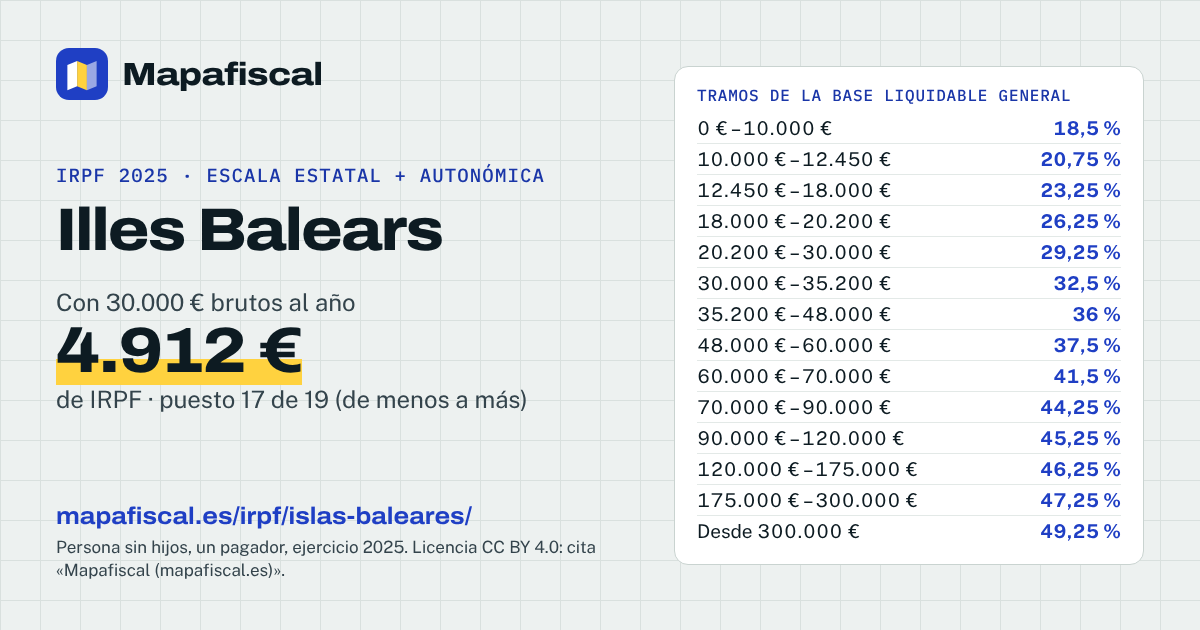 Mapafiscal
IRPF 2025 · ESCALA ESTATAL + AUTONÓMICA
Illes Balears
Con 30.000 € brutos al año
4.912 €
de IRPF · puesto 17 de 19 (de menos a más)
mapafiscal.es/irpf/islas-baleares/
Persona sin hijos, un pagador, ejercicio 2025. Licencia CC BY 4.0: cita
«Mapafiscal (mapafiscal.es)».
TRAMOS DE LA BASE LIQUIDABLE GENERAL
0 €–10.000 € 18,5 %
10.000 €–12.450 € 20,75 %
12.450 €–18.000 € 23,25 %
18.000 €–20.200 € 26,25 %
20.200 €–30.000 € 29,25 %
30.000 €–35.200 € 32,5 %
35.200 €–48.000 € 36 %
48.000 €–60.000 € 37,5 %
60.000 €–70.000 € 41,5 %
70.000 €–90.000 € 44,25 %
90.000 €–120.000 € 45,25 %
120.000 €–175.000 € 46,25 %
175.000 €–300.000 € 47,25 %
Desde 300.000 € 49,25 %